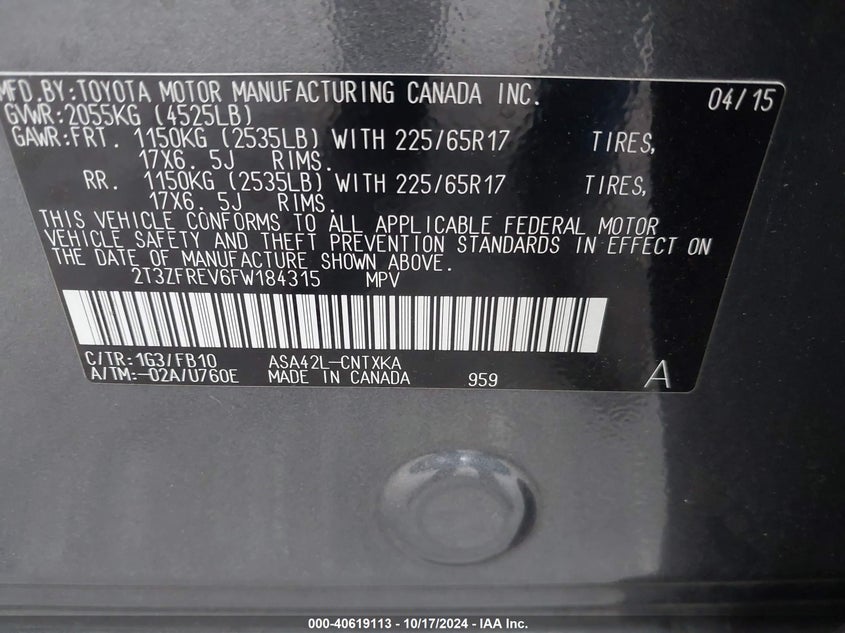 MFD.BY:TOYOTA MOTOR MANUFACTURING CANADA INC. 04/15
GVWR:2055KG (4525LB)
GAWR:FRT. 1150KG (2535LB) WITH 225/65R17 TIRES,
17X6. 5J RIMS.
RR. 1150KG (2535LB) WITH 225/65R17 TIRES,
17X6. 5J RIMS.
THIS VEHICLE CONFORMS TO ALL APPLICABLE FEDERAL MOTOR
VEHICLE SAFETY AND THEFT PREVENTION STANDARDS IN EFFECT ON
THE DATE OF MANUFACTURE SHOWN ABOVE.
2T3ZFREV6FW184315 MPV
C/TR:1G3/FB10 ASA42L-CNTXKA
A/TM:-02A/U760E MADE IN CANADA 959 A
000-40619113 - 10/17/2024 - IAA Inc.